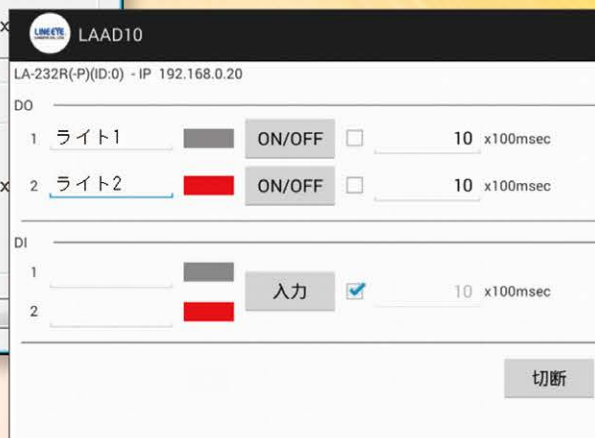 LINEEYE
LAAD10
LA-232R(-P)(ID:0) - IP 192.168.0.20
DO
1 ライト1 ON/OFF 10 x100msec
2 ライト2 ON/OFF 10 x100msec
DI
1
入力 10 x100msec
2
切断